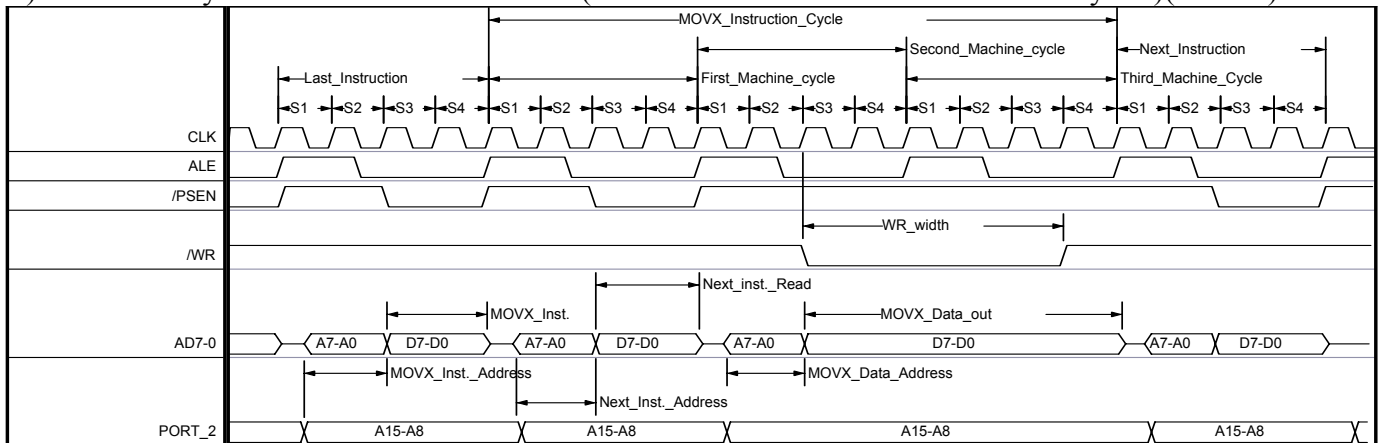 MOVX_Instruction_Cycle
Second_Machine_cycle
Next_Instruction
Last_Instruction
First_Machine_cycle
Third_Machine_Cycle
S1 S2 S3 S4 S1 S2 S3 S4 S1 S2 S3 S4 S1 S2 S3 S4 S1 S2 S3 S4
CLK
ALE
/PSEN
WR_width
/WR
Next_inst._Read
MOVX_Inst.
MOVX_Data_out
AD7-0 A7-A0 D7-D0 A7-A0 D7-D0 A7-A0 D7-D0 A7-A0 D7-D0
MOVX_Inst._Address
MOVX_Data_Address
Next_Inst._Address
PORT_2 A15-A8 A15-A8 A15-A8 A15-A8